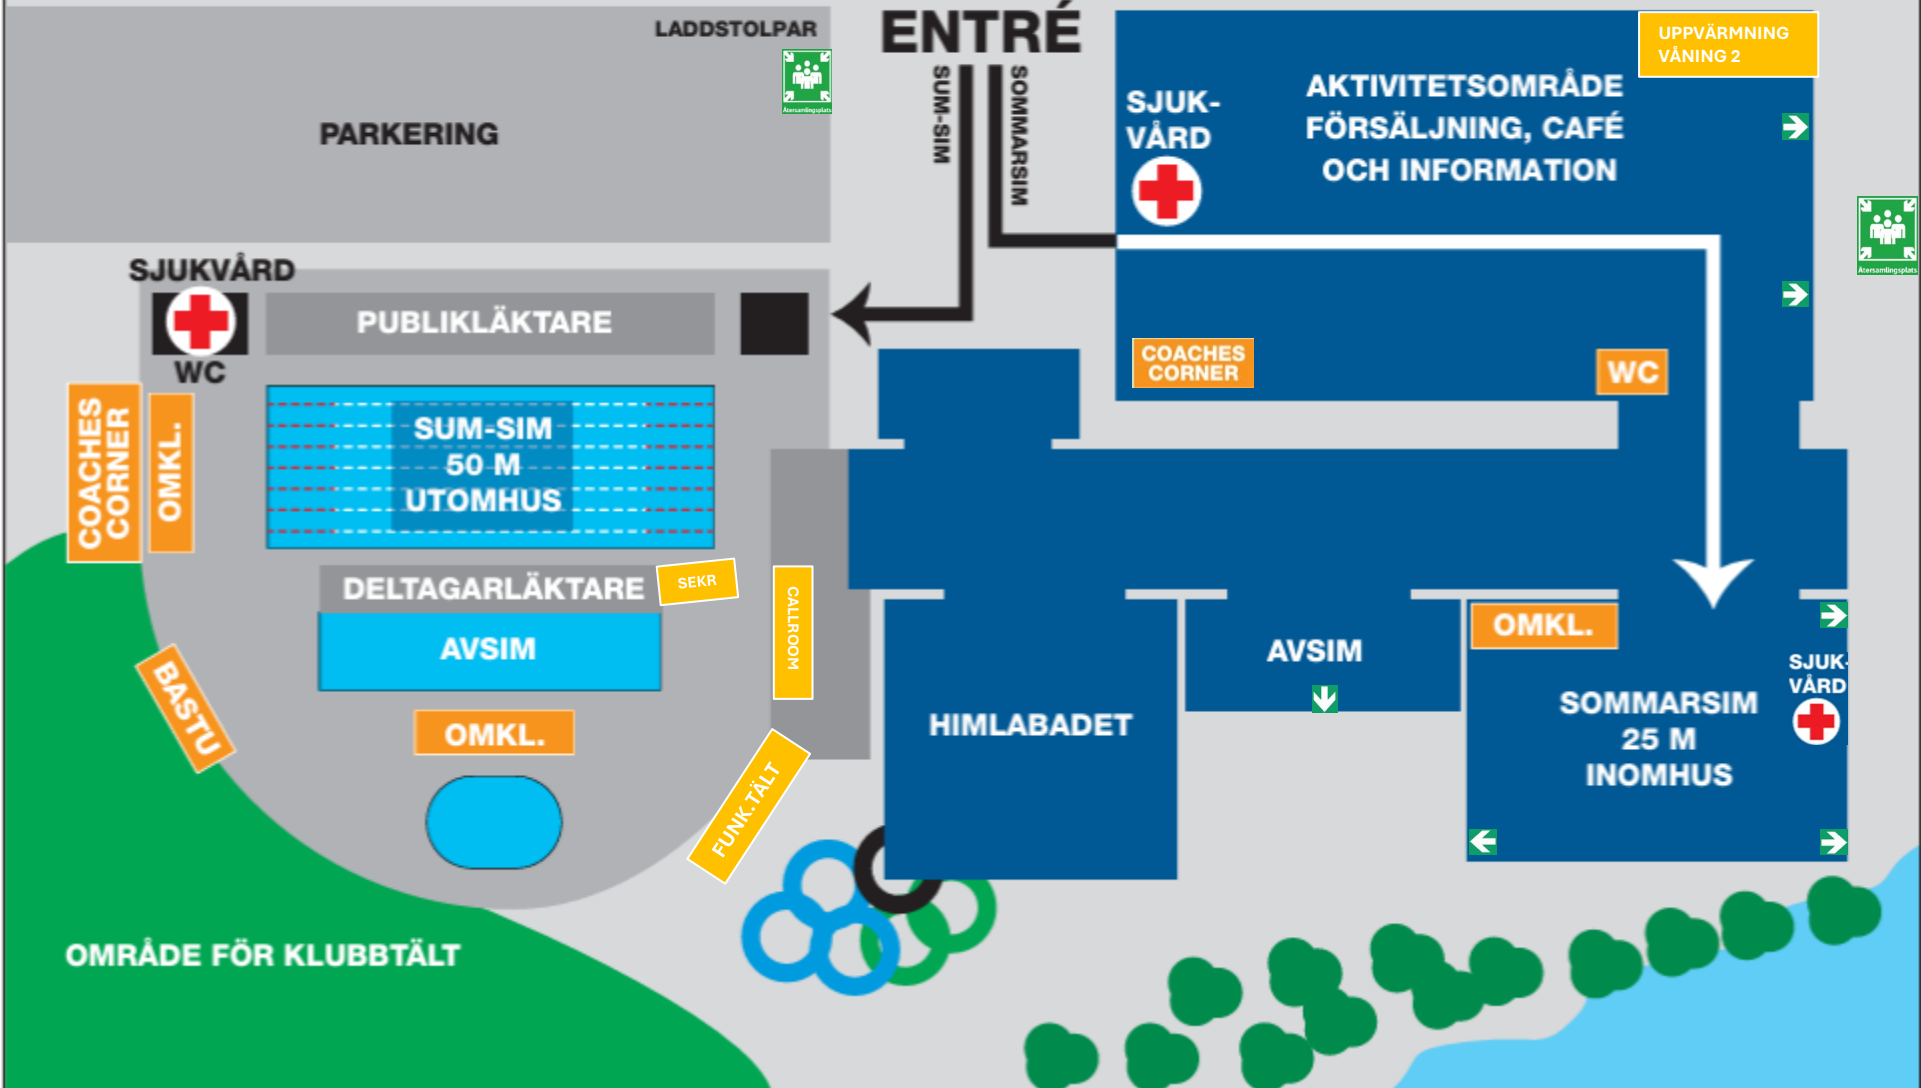 LADDSTOLPAR
Återsamlingsplats
PARKERING
ENTRÉ
SUM-SIM
SOMMARSIM
UPPVÄRMNING
VÅNING 2
SJUK-
VÅRD
AKTIVITETSOMRÅDE
FÖRSÄLJNING, CAFÉ
OCH INFORMATION
Återsamlingsplats
SJUKVÅRD
WC
PUBLIKLÄKTARE
COACHES
CORNER
WC
COACHES
CORNER
OMKL.
SUM-SIM
50 M
UTOMHUS
DELTAGARLÄKTARE
SEKR
CALLROOM
AVSIM
BASTU
OMKL.
FUNK.TÄLT
HIMLABADET
AVSIM
OMKL.
SJUK-
VÅRD
SOMMARSIM
25 M
INOMHUS
OMRÅDE FÖR KLUBBTÄLT